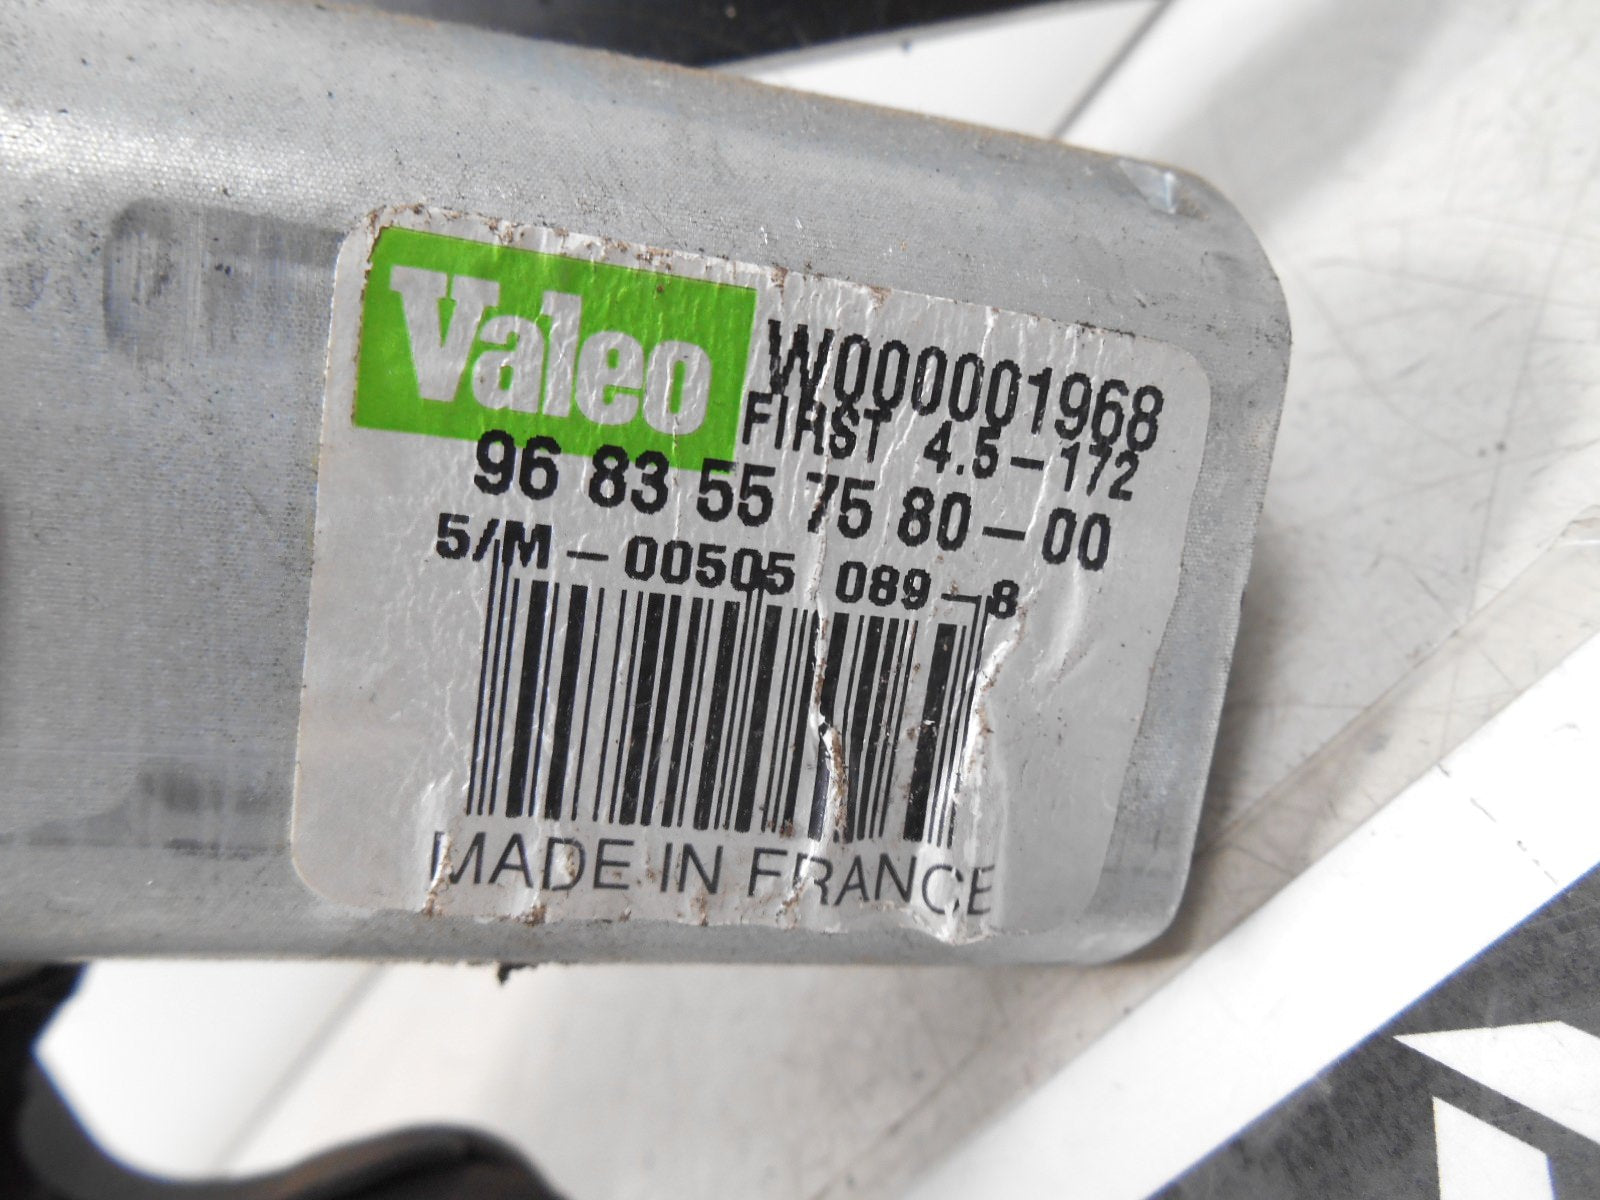 Valeo
W000001968
FIRST 4.5-172
96 83 55 75 80-00
5/M-00505 089-8
MADE IN FRANCE